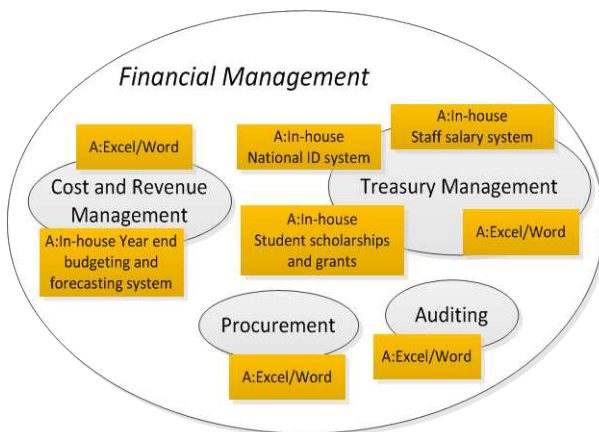 Financial Management
A:In-house
Staff salary system
A:Excel/Word
A:In-house
National ID system
Cost and Revenue
Management
Treasury Management
A:In-house Year end
budgeting and
forecasting system
A:In-house
Student scholarships
and grants
A:Excel/Word
Procurement
Auditing
A:Excel/Word
A:Excel/Word